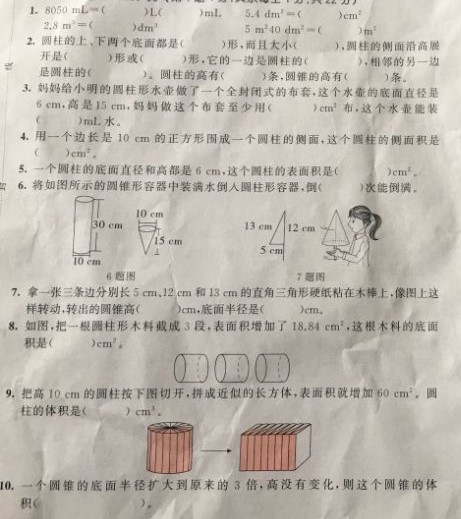 1. 8050 mL=( )L( )mL 5.4 dm²=( )cm²
2.8 m³=( )dm³ 5 m²40 dm²=( )m²
2. 圆柱的上、下两个底面都是( )形,而且大小( ),圆柱的侧面沿高展
开是( )形或( )形,它的一边是圆柱的( ),相邻的另一边
是圆柱的( )。圆柱的高有( )条,圆锥的高有( )条。
3. 妈妈给小明的圆柱形水壶做了一个全封闭式的布套,这个水壶的底面直径是
6 cm,高是 15 cm,妈妈做这个布套至少用( )cm²布,这个水壶能装
( )mL 水。
4. 用一个边长是 10 cm 的正方形围成一个圆柱的侧面,这个圆柱的侧面积是
( )cm²。
5. 一个圆柱的底面直径和高都是 6 cm,这个圆柱的表面积是( )cm²。
6. 将如图所示的圆锥形容器中装满水倒人圆柱形容器,倒( )次能倒满。
30 cm
10 cm
10 cm
15 cm
13 cm
12 cm
5 cm
6 题图
7 题图
7. 拿一张三条边分别长 5 cm、12 cm 和 13 cm 的直角三角形硬纸粘在木棒上,像图上这
样转动,转出的圆锥高( )cm,底面半径是( )cm。
8. 如图,把一根圆柱形木料截成 3 段,表面积增加了 18.84 cm²,这根木料的底面
积是( )cm²。
9. 把高 10 cm 的圆柱按下图切开,拼成近似的长方体,表面积就增加 60 cm²。圆
柱的体积是( )cm³。
10. 一个圆锥的底面半径扩大到原来的 3 倍,高没有变化,则这个圆锥的体
积( )。